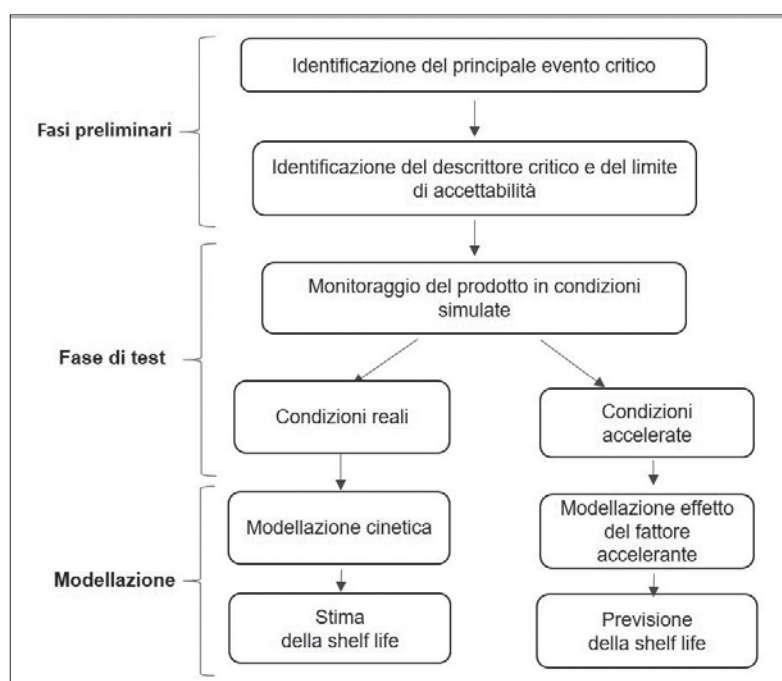 Identificazione del principale evento critico
Fasi preliminari
Identificazione del descrittore critico e del limite
di accettabilità
Monitoraggio del prodotto in condizioni
simulate
Fase di test
Condizioni reali
Condizioni
accelerate
Modellazione cinetica
Modellazione effetto
del fattore
accelerante
Modellazione
Stima
della shelf life
Previsione
della shelf life